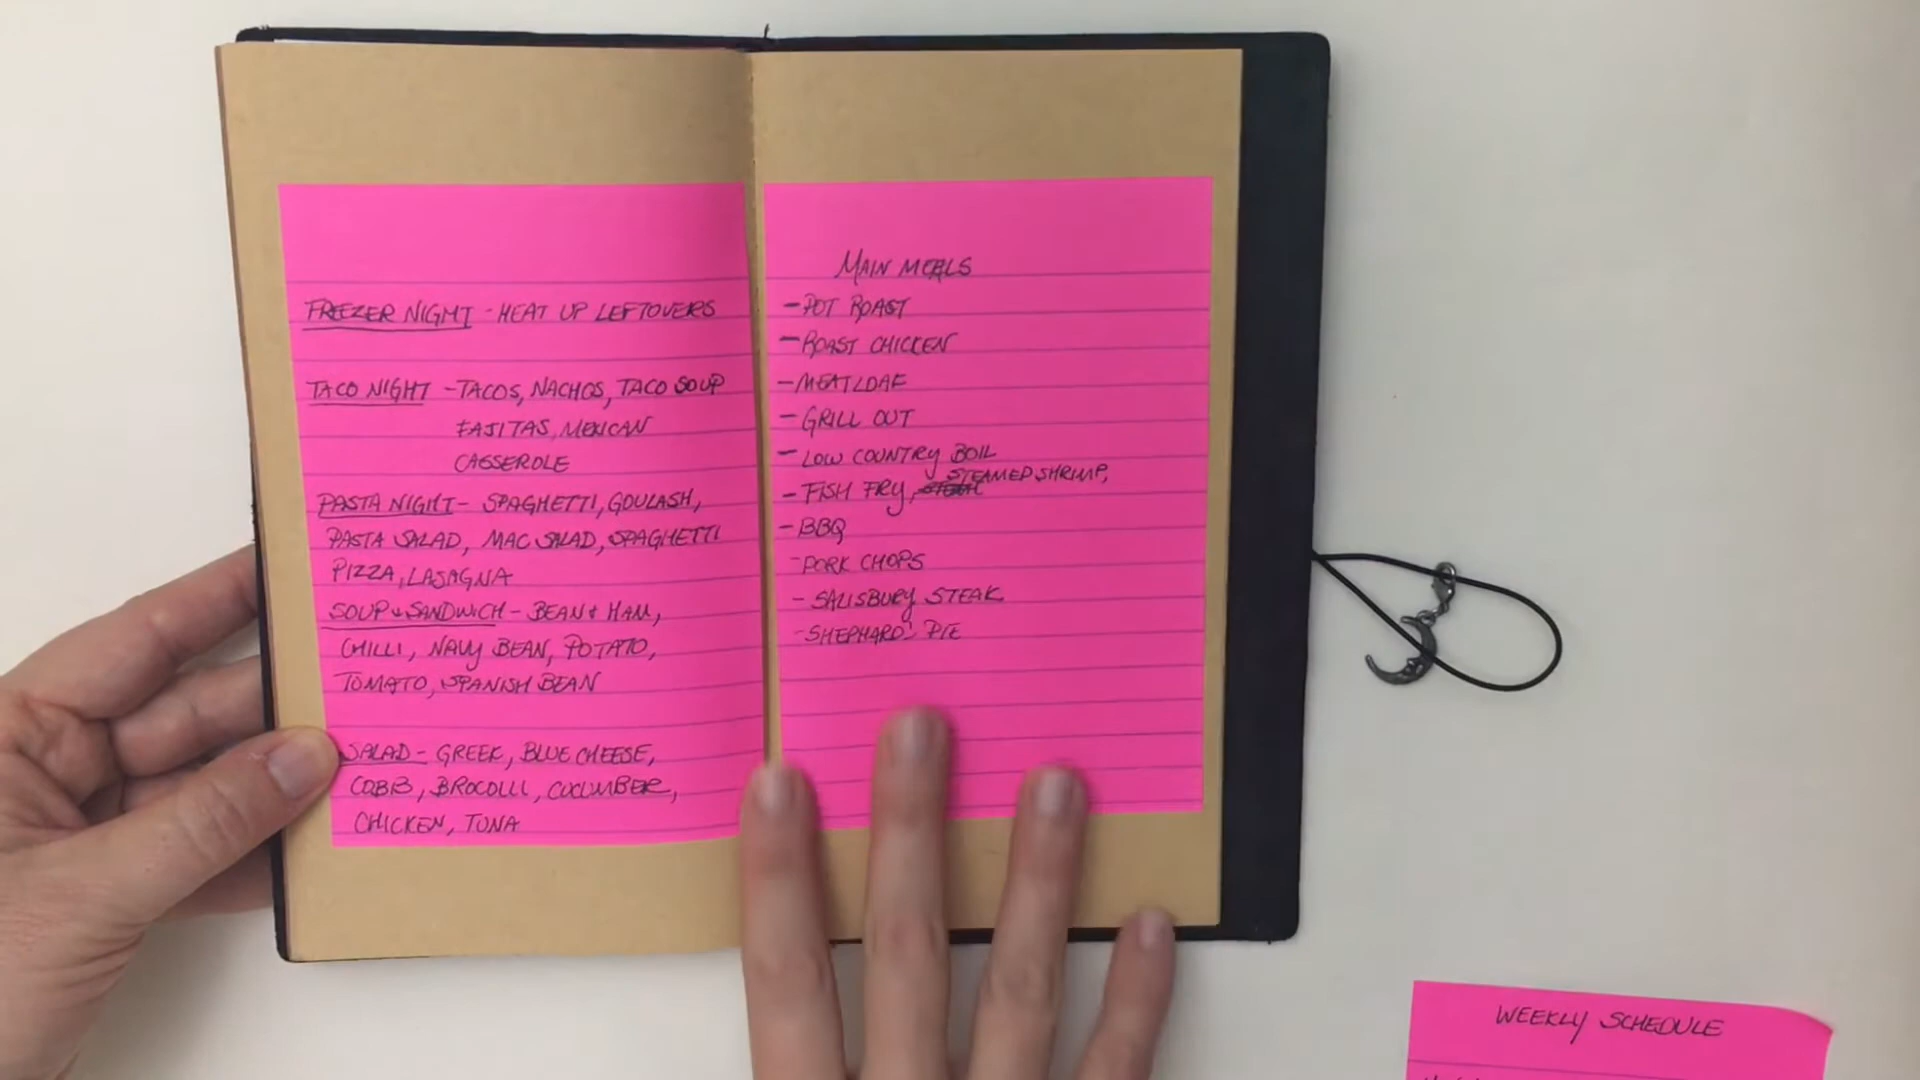 FREEZER NIGHT - HEAT UP LEFTOVERS
TACO NIGHT - TACOS, NACHOS, TACO SOUP
FAJITAS, MEXICAN
CASSEROLE
PASTA NIGHT - SPAGHETTI, GOULASH,
PASTA SALAD, MAC SALAD, SPAGHETTI
PIZZA, LASAGNA
SOUP & SANDWICH - BEAN & HAM,
CHILLI, NAVY BEAN, POTATO,
TOMATO, SPANISH BEAN
SALAD - GREEK, BLUE CHEESE,
COBB, BROCOLLI, CUCUMBER,
CHICKEN, TUNA
MAIN MEALS
- POT ROAST
- ROAST CHICKEN
- MEATLOAF
- GRILL OUT
- LOW COUNTRY BOIL
- FISH FRY, STEAMED SHRIMP,
- BBQ
- PORK CHOPS
- SALISBURY STEAK
- SHEPHARD' PIE
WEEKLY SCHEDULE